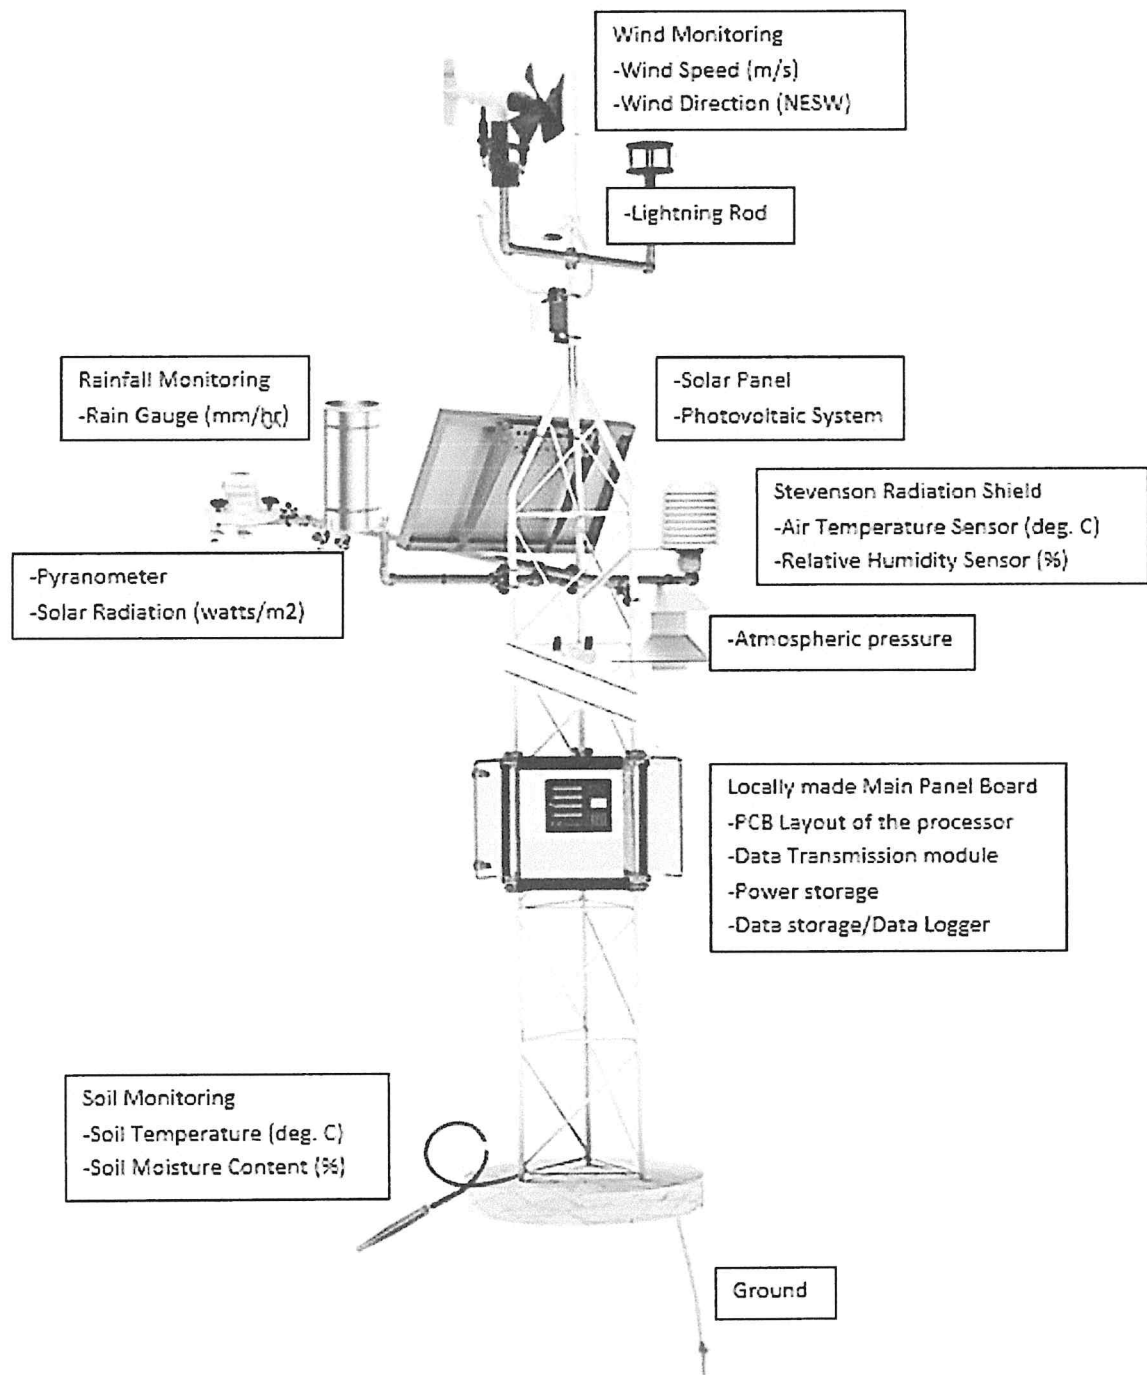 Wind Monitoring
-Wind Speed (m/s)
-Wind Direction (NESW)
-Lightning Rod
Rainfall Monitoring
-Rain Gauge (mm/hr)
-Solar Panel
-Photovoltaic System
Stevenson Radiation Shield
-Air Temperature Sensor (deg. C)
-Relative Humidity Sensor (%)
-Pyranometer
-Solar Radiation (watts/m2)
-Atmospheric pressure
Locally made Main Panel Board
-PCB Layout of the processor
-Data Transmission module
-Power storage
-Data storage/Data Logger
Soil Monitoring
-Soil Temperature (deg. C)
-Soil Moisture Content (%)
Ground